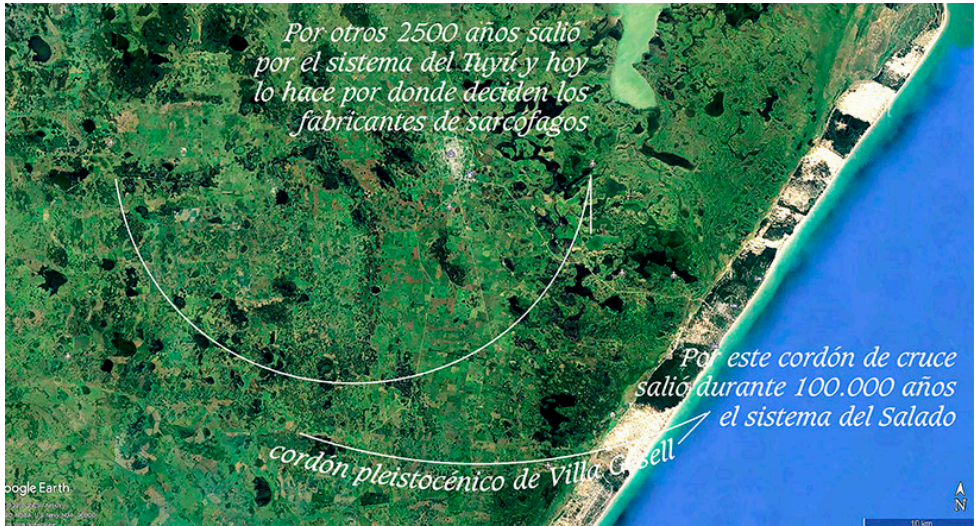 Por otros 2500 años salió
por el sistema del Tuyú y hoy
lo hace por donde deciden los
fabricantes de sarcófagos
Por este cordón de cruce
salió durante 100.000 años
el sistema del Salado
cordón pleistocénico de Villa Gesell
oogle Earth
N
10 km